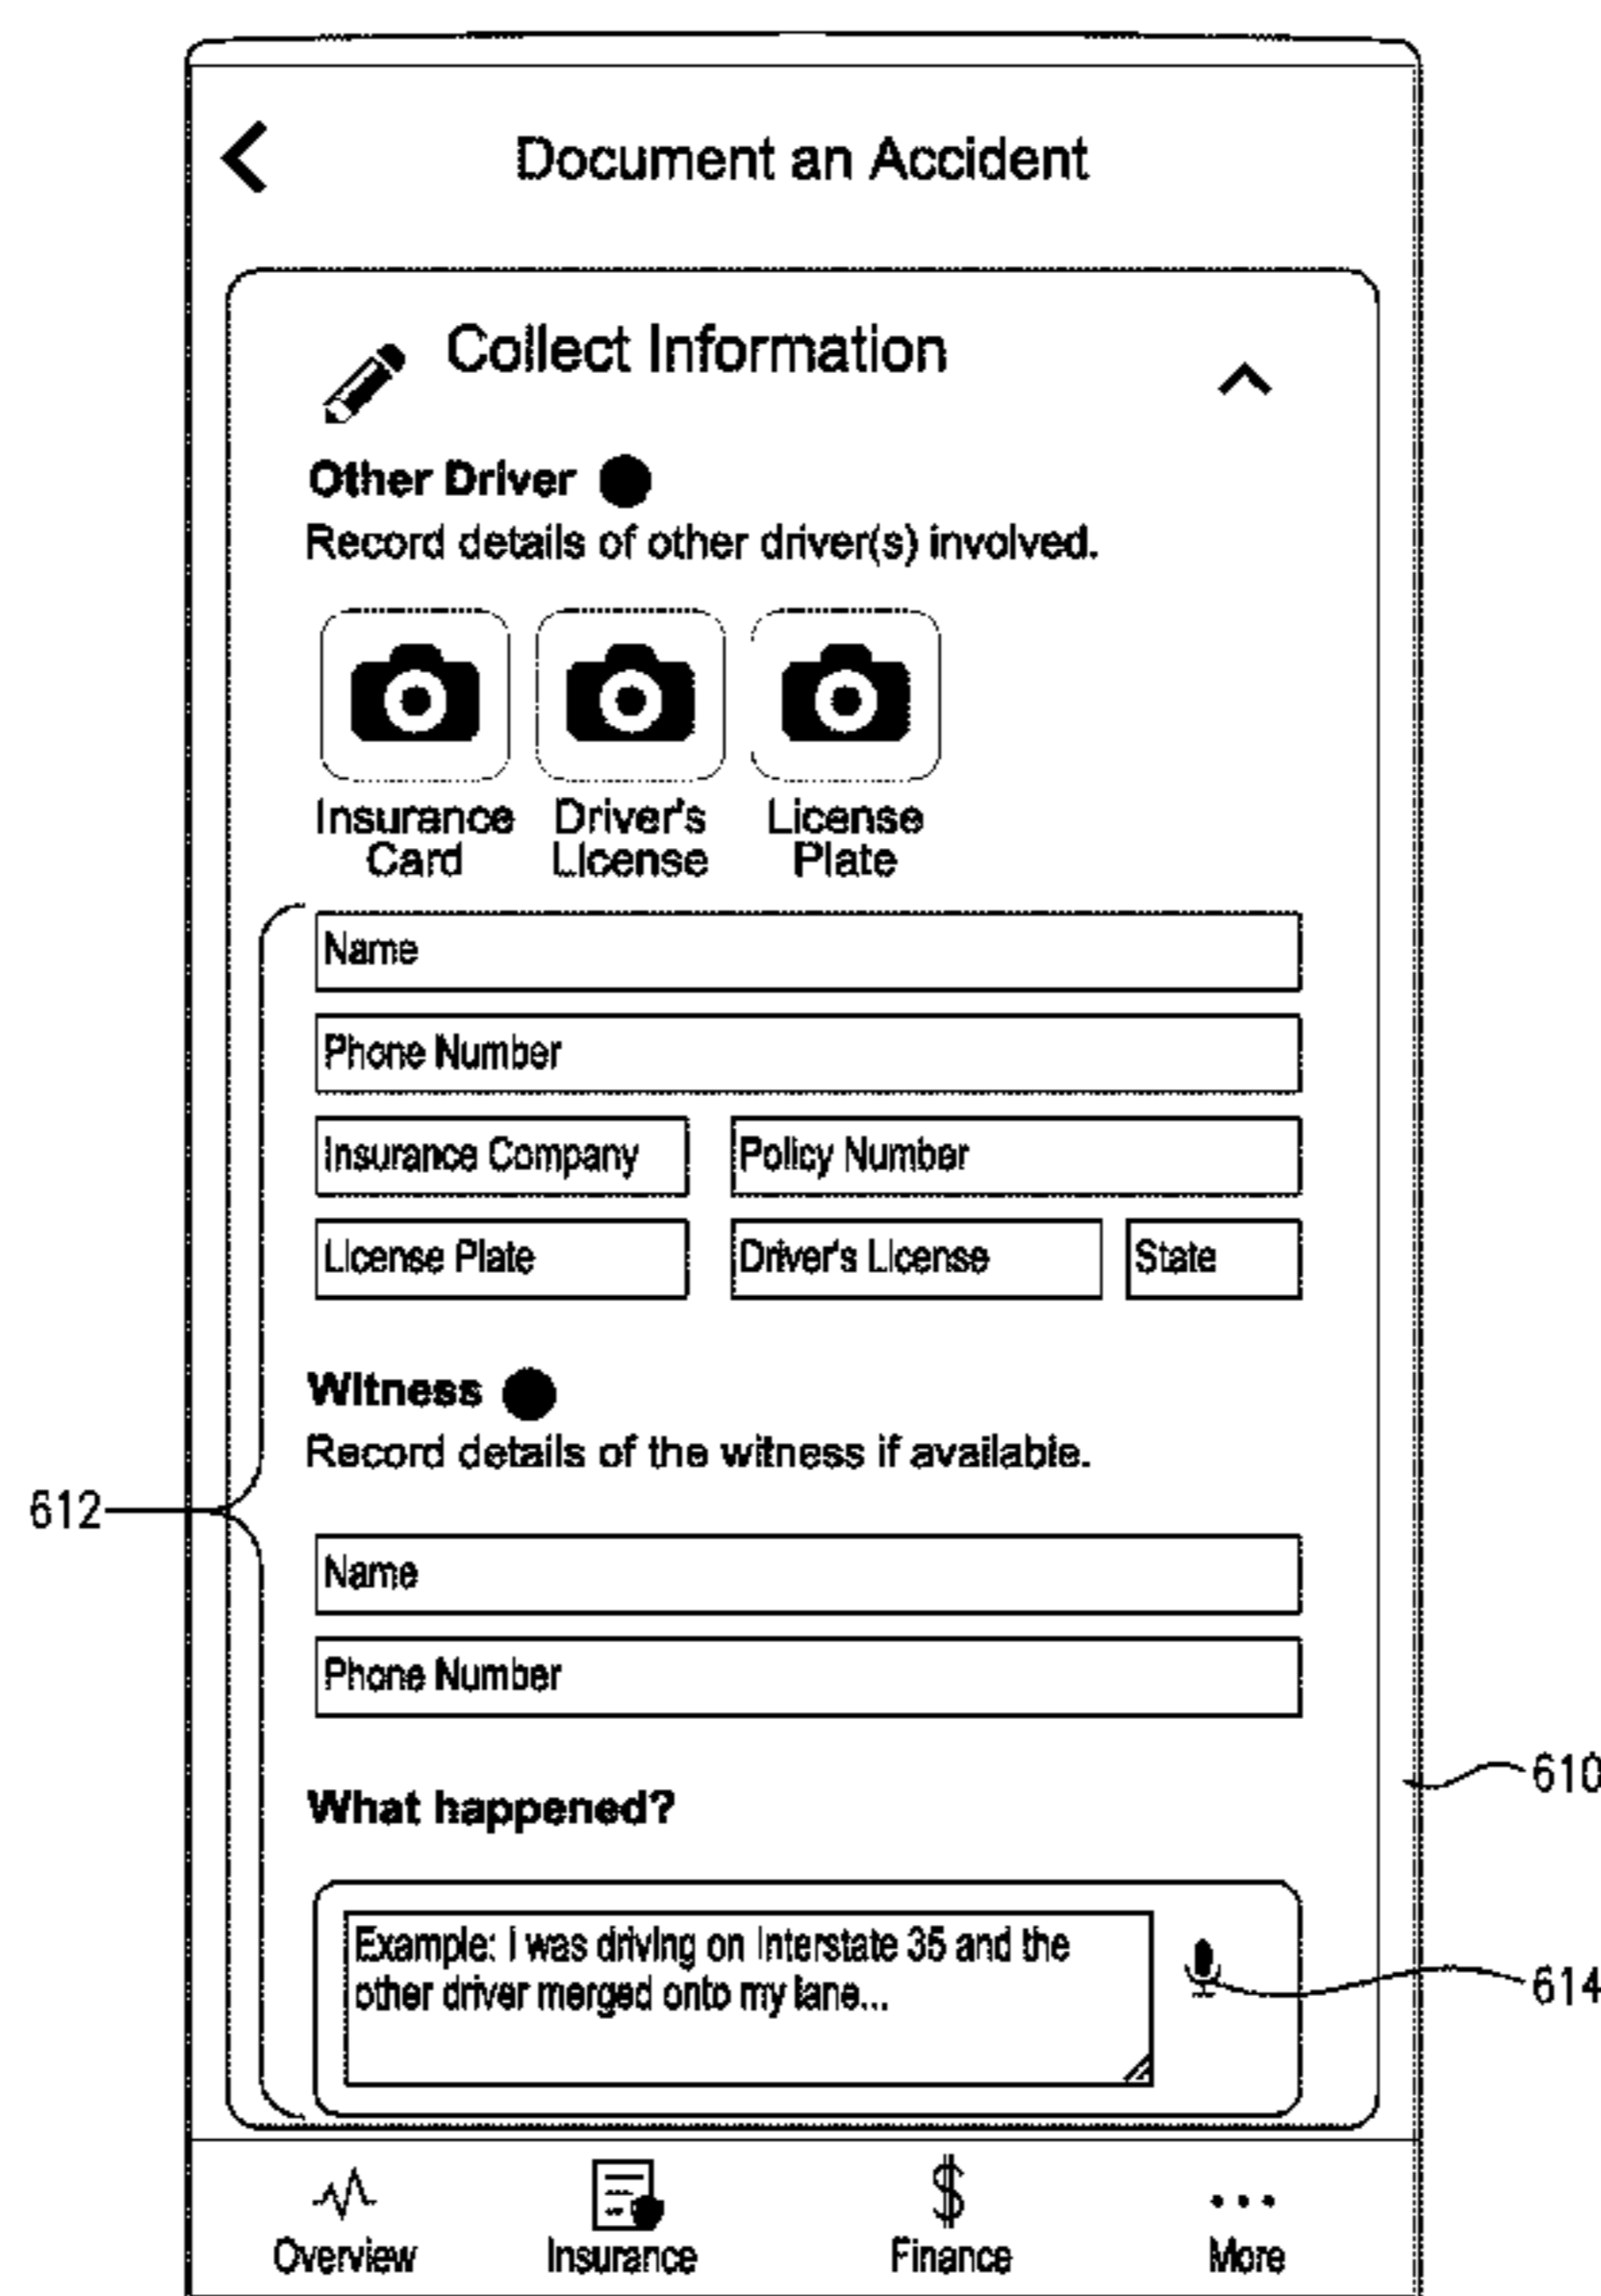 Document an Accident
Collect Information
Other Driver
Record details of other driver(s) involved.
Insurance Card
Driver's License
License Plate
Name
Phone Number
Insurance Company
Policy Number
License Plate
Driver's License
State
Witness
Record details of the witness if available.
612
Name
Phone Number
610
What happened?
Example: I was driving on Interstate 35 and the
other driver merged onto my lane...
614
Overview
Insurance
$
Finance
More